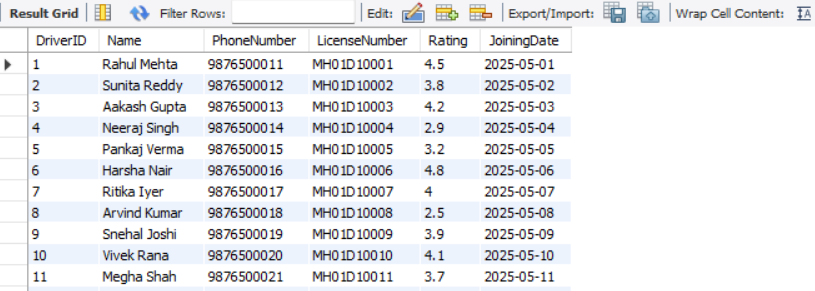 Result Grid Filter Rows: Edit: Export/Import: Wrap Cell Content: IA
DriverID Name PhoneNumber LicenseNumber Rating JoiningDate
1 Rahul Mehta 9876500011 MH01D10001 4.5 2025-05-01
2 Sunita Reddy 9876500012 MH01D10002 3.8 2025-05-02
3 Aakash Gupta 9876500013 MH01D10003 4.2 2025-05-03
4 Neeraj Singh 9876500014 MH01D10004 2.9 2025-05-04
5 Pankaj Verma 9876500015 MH01D10005 3.2 2025-05-05
6 Harsha Nair 9876500016 MH01D10006 4.8 2025-05-06
7 Ritika Iyer 9876500017 MH01D10007 4 2025-05-07
8 Arvind Kumar 9876500018 MH01D10008 2.5 2025-05-08
9 Snehal Joshi 9876500019 MH01D10009 3.9 2025-05-09
10 Vivek Rana 9876500020 MH01D10010 4.1 2025-05-10
11 Megha Shah 9876500021 MH01D10011 3.7 2025-05-11